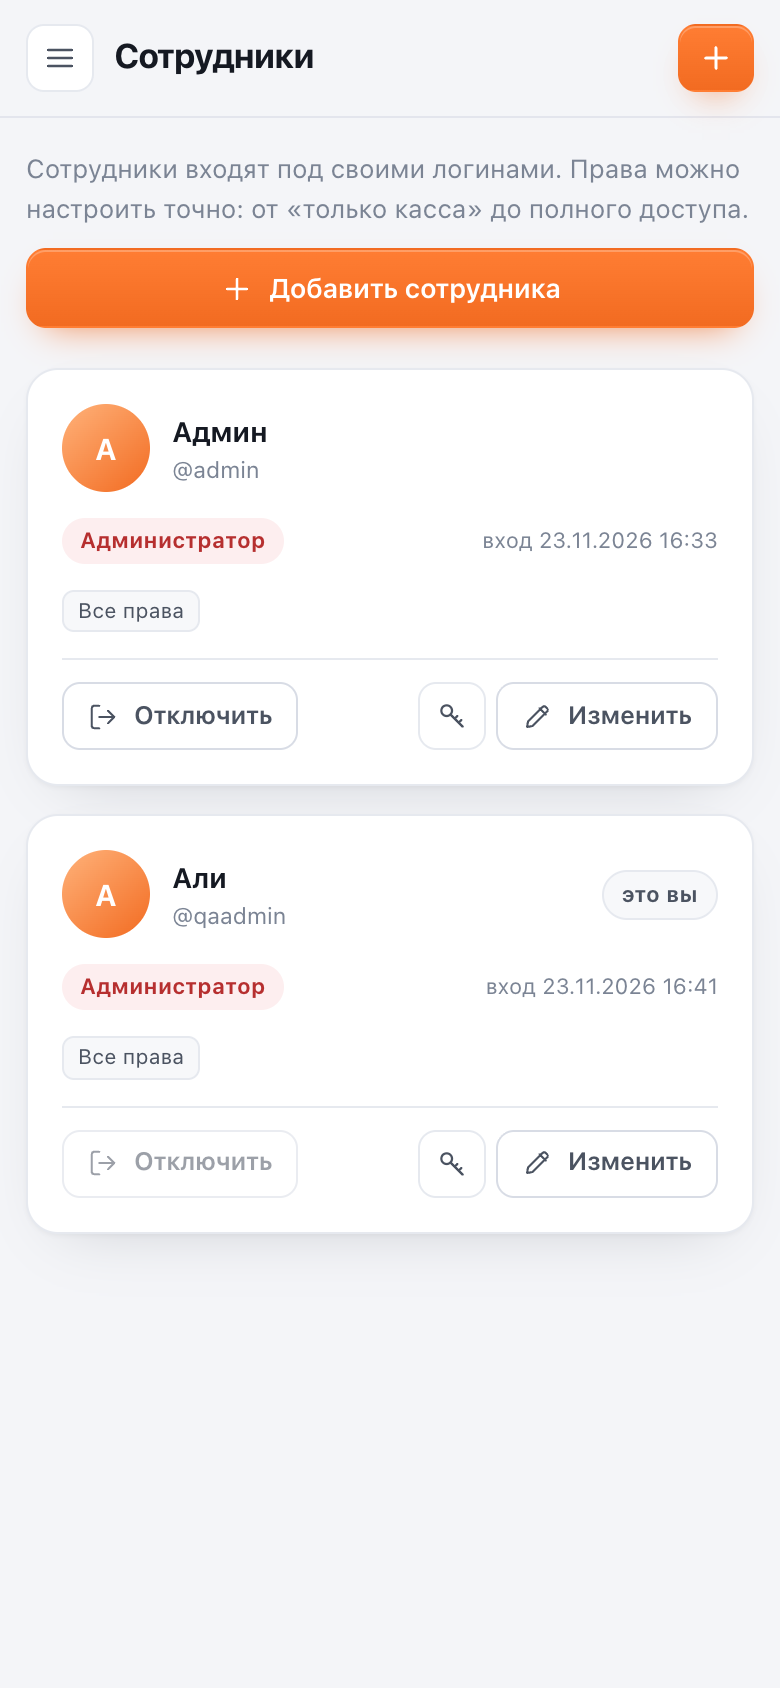 Сотрудники
Сотрудники входят под своими логинами. Права можно
настроить точно: от «только касса» до полного доступа.
Добавить сотрудника
А
Админ
@admin
Администратор
вход 23.11.2026 16:33
Все права
Отключить
Изменить
А
Али
@qaadmin
это вы
Администратор
вход 23.11.2026 16:41
Все права
Отключить
Изменить